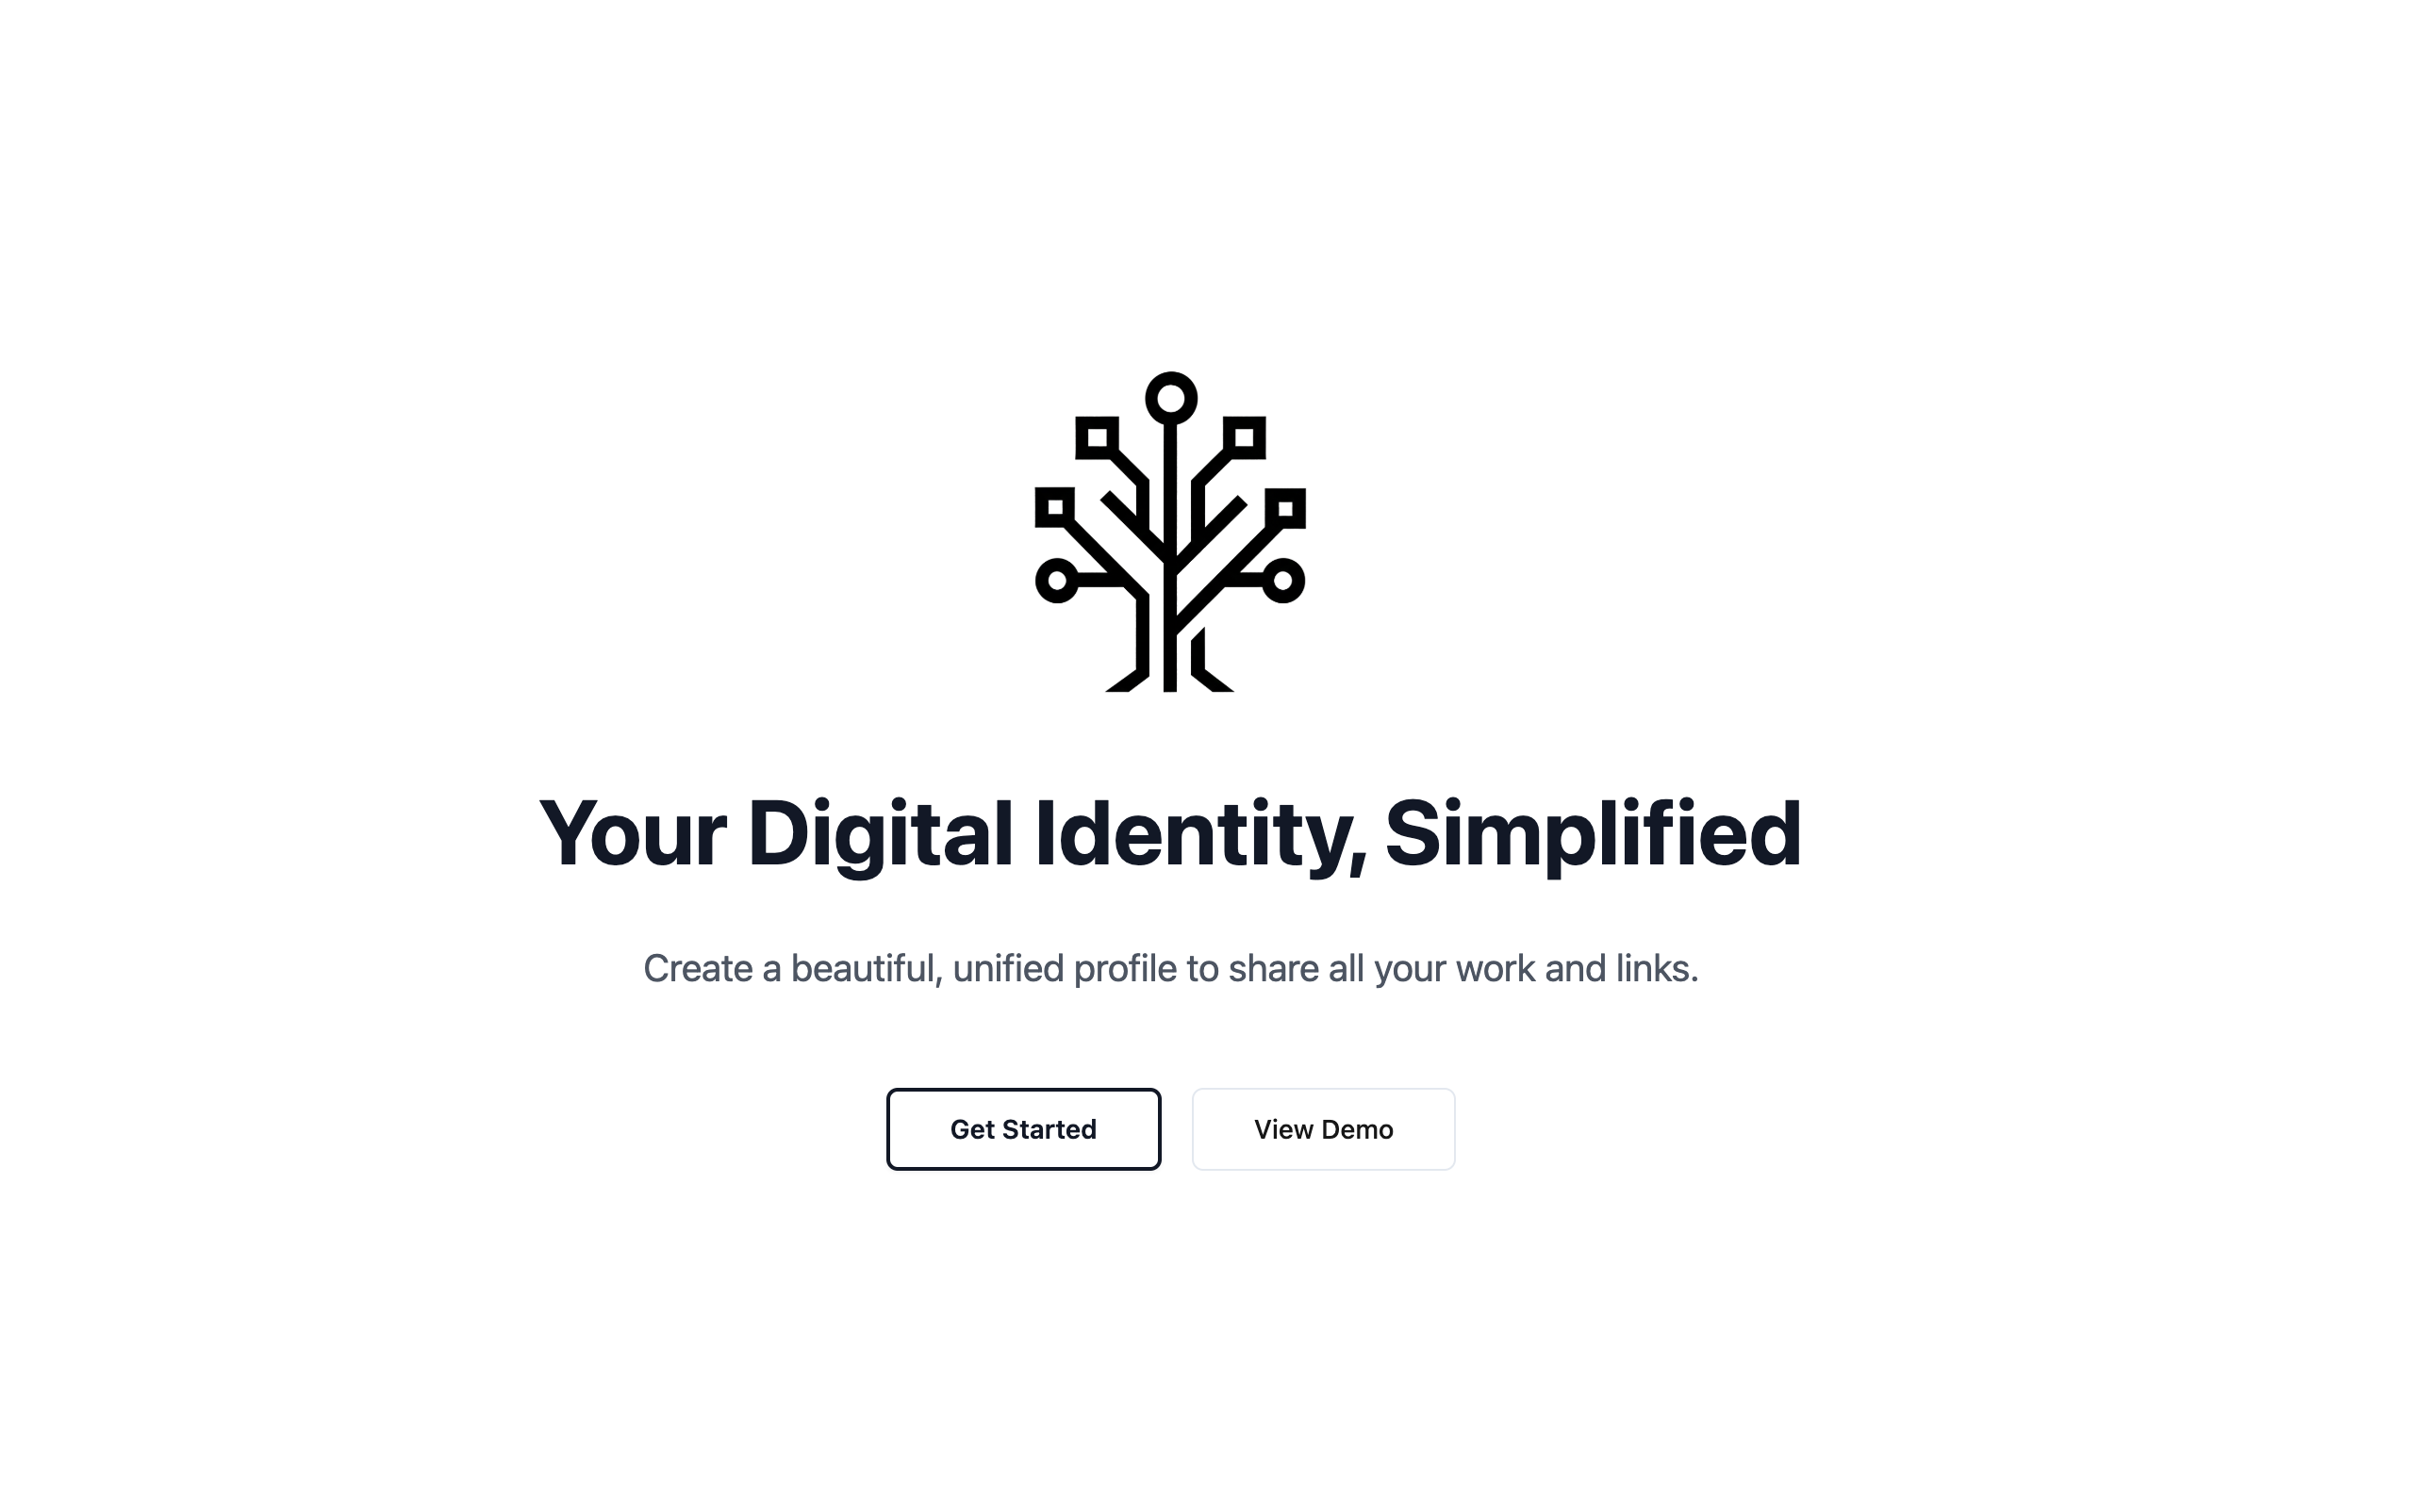 Your Digital Identity, Simplified
Create a beautiful, unified profile to share all your work and links.
Get Started
View Demo